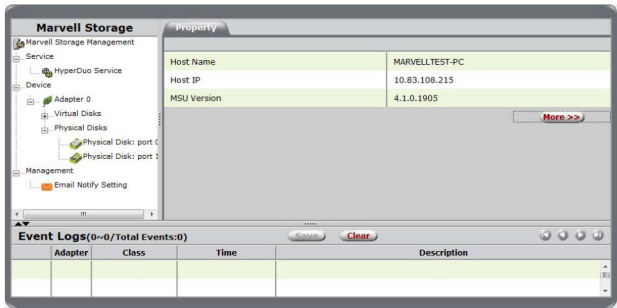 Marvell Storage
Property
Marvell Storage Management
Service
HyperDuo Service
Device
Adapter 0
Virtual Disks
Physical Disks
Physical Disk: port 0
Physical Disk: port 1
Management
Email Notify Setting
Host Name MARVELLTEST-PC
Host IP 10.83.108.215
MSU Version 4.1.0.1905
More >>
Event Logs(0~0/Total Events:0) Save Clear
Adapter Class Time Description